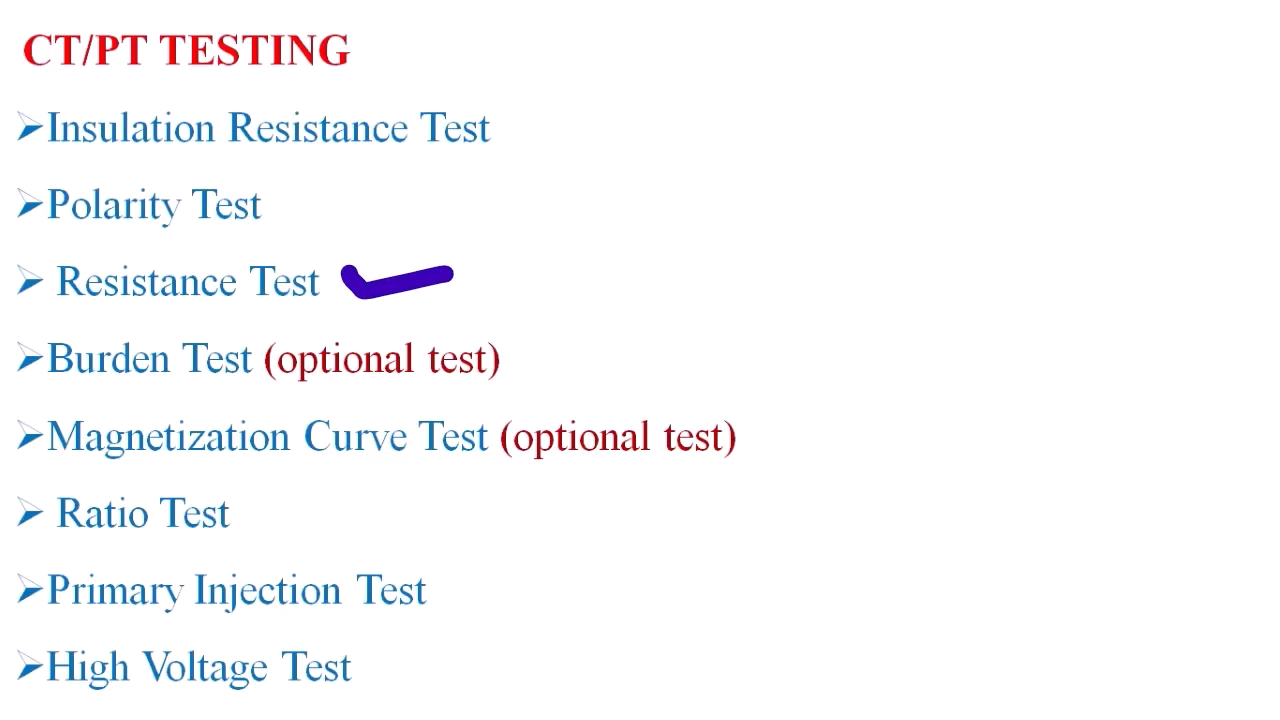 CT/PT TESTING
Insulation Resistance Test
Polarity Test
Resistance Test
Burden Test (optional test)
Magnetization Curve Test (optional test)
Ratio Test
Primary Injection Test
High Voltage Test